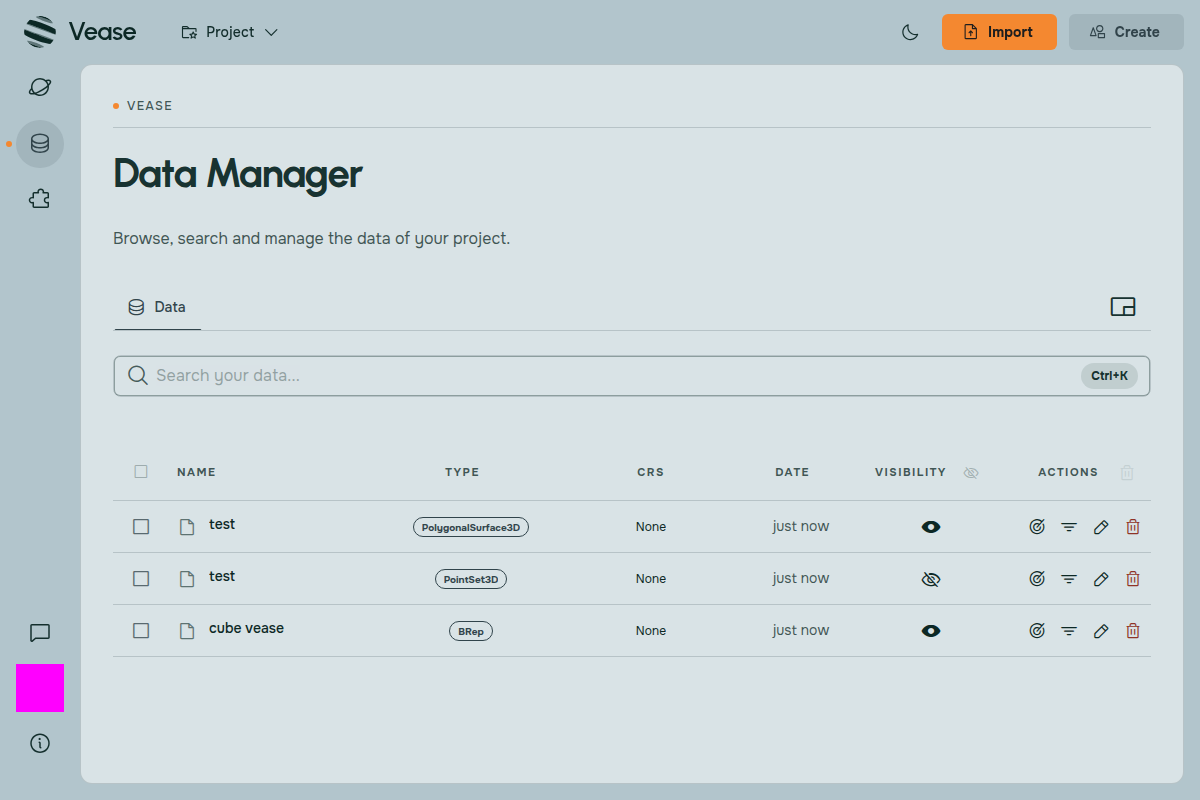 Vease
Project
Import
Create
VEASE
Data Manager
Browse, search and manage the data of your project.
Data
Search your data...
Ctrl+K
NAME TYPE CRS DATE VISIBILITY ACTIONS
test PolygonalSurface3D None just now
test PointSet3D None just now
cube vease BRep None just now